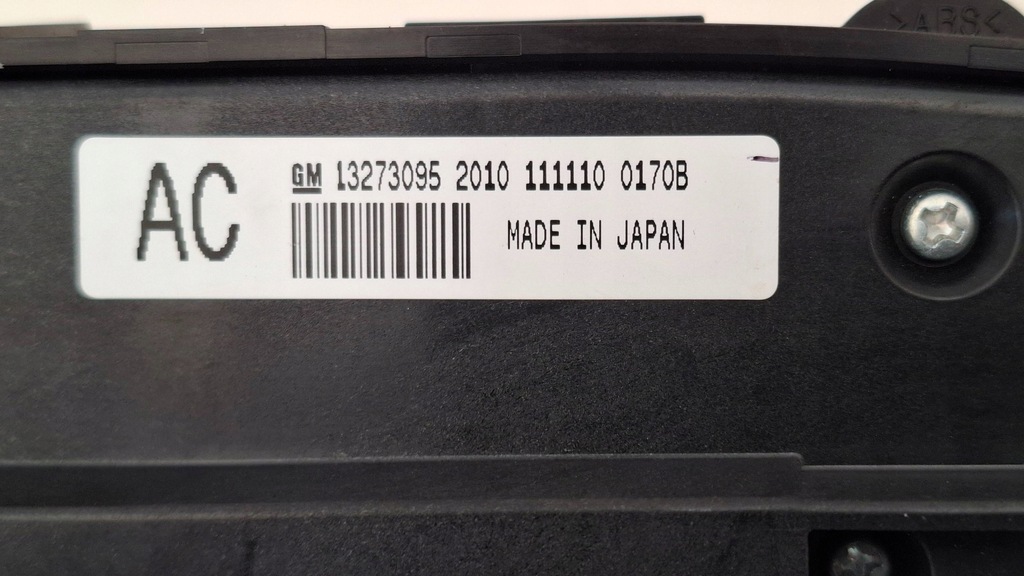 >ABS<
AC
GM 13273095 2010 111110 0170B
MADE IN JAPAN